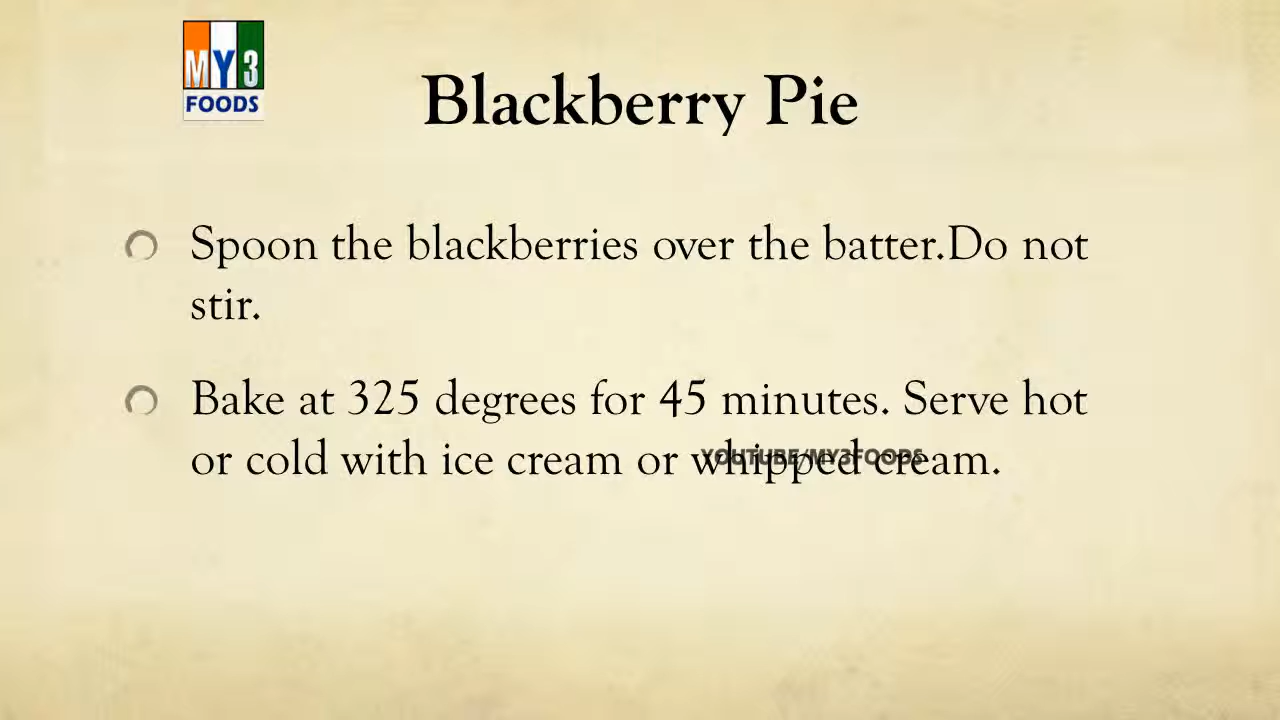 MY3
FOODS
Blackberry Pie
Spoon the blackberries over the batter.Do not
stir.
Bake at 325 degrees for 45 minutes. Serve hot
or cold with ice cream or whipped cream.
YOUTUBE/MY3FOODS